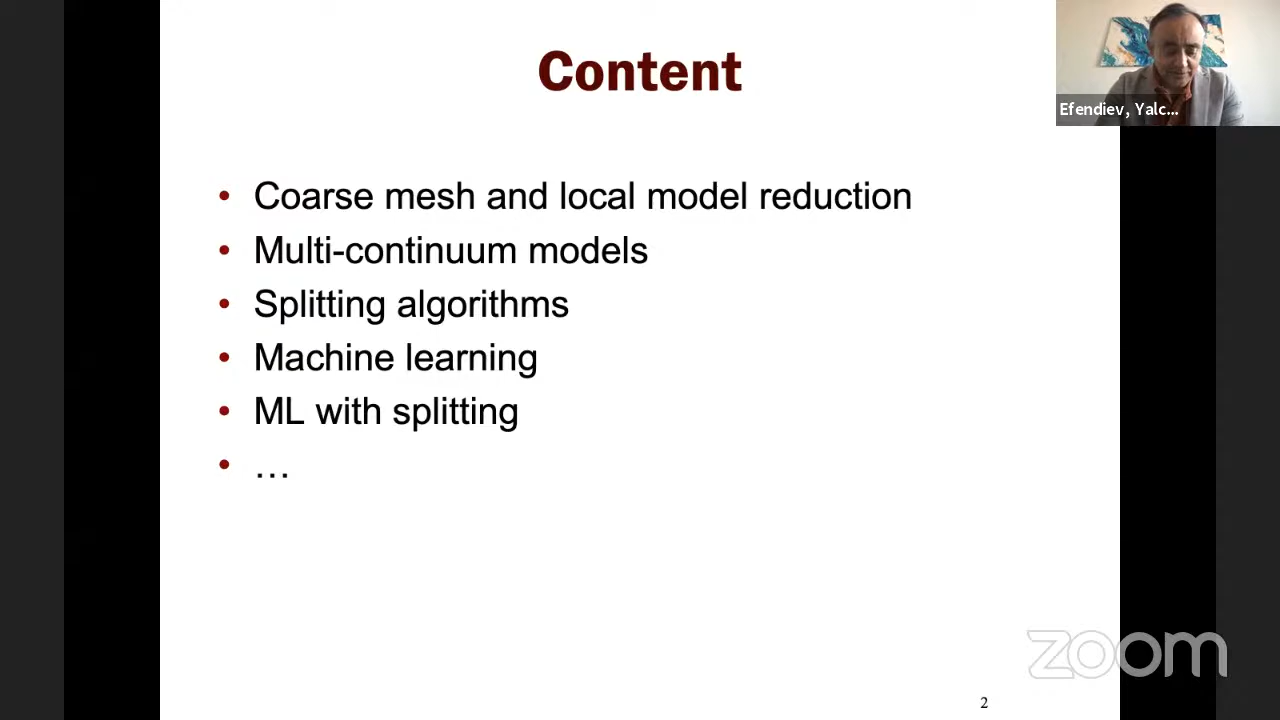 Content
Efendiev, Yalc...
• Coarse mesh and local model reduction
• Multi-continuum models
• Splitting algorithms
• Machine learning
• ML with splitting
• …
zoom
2